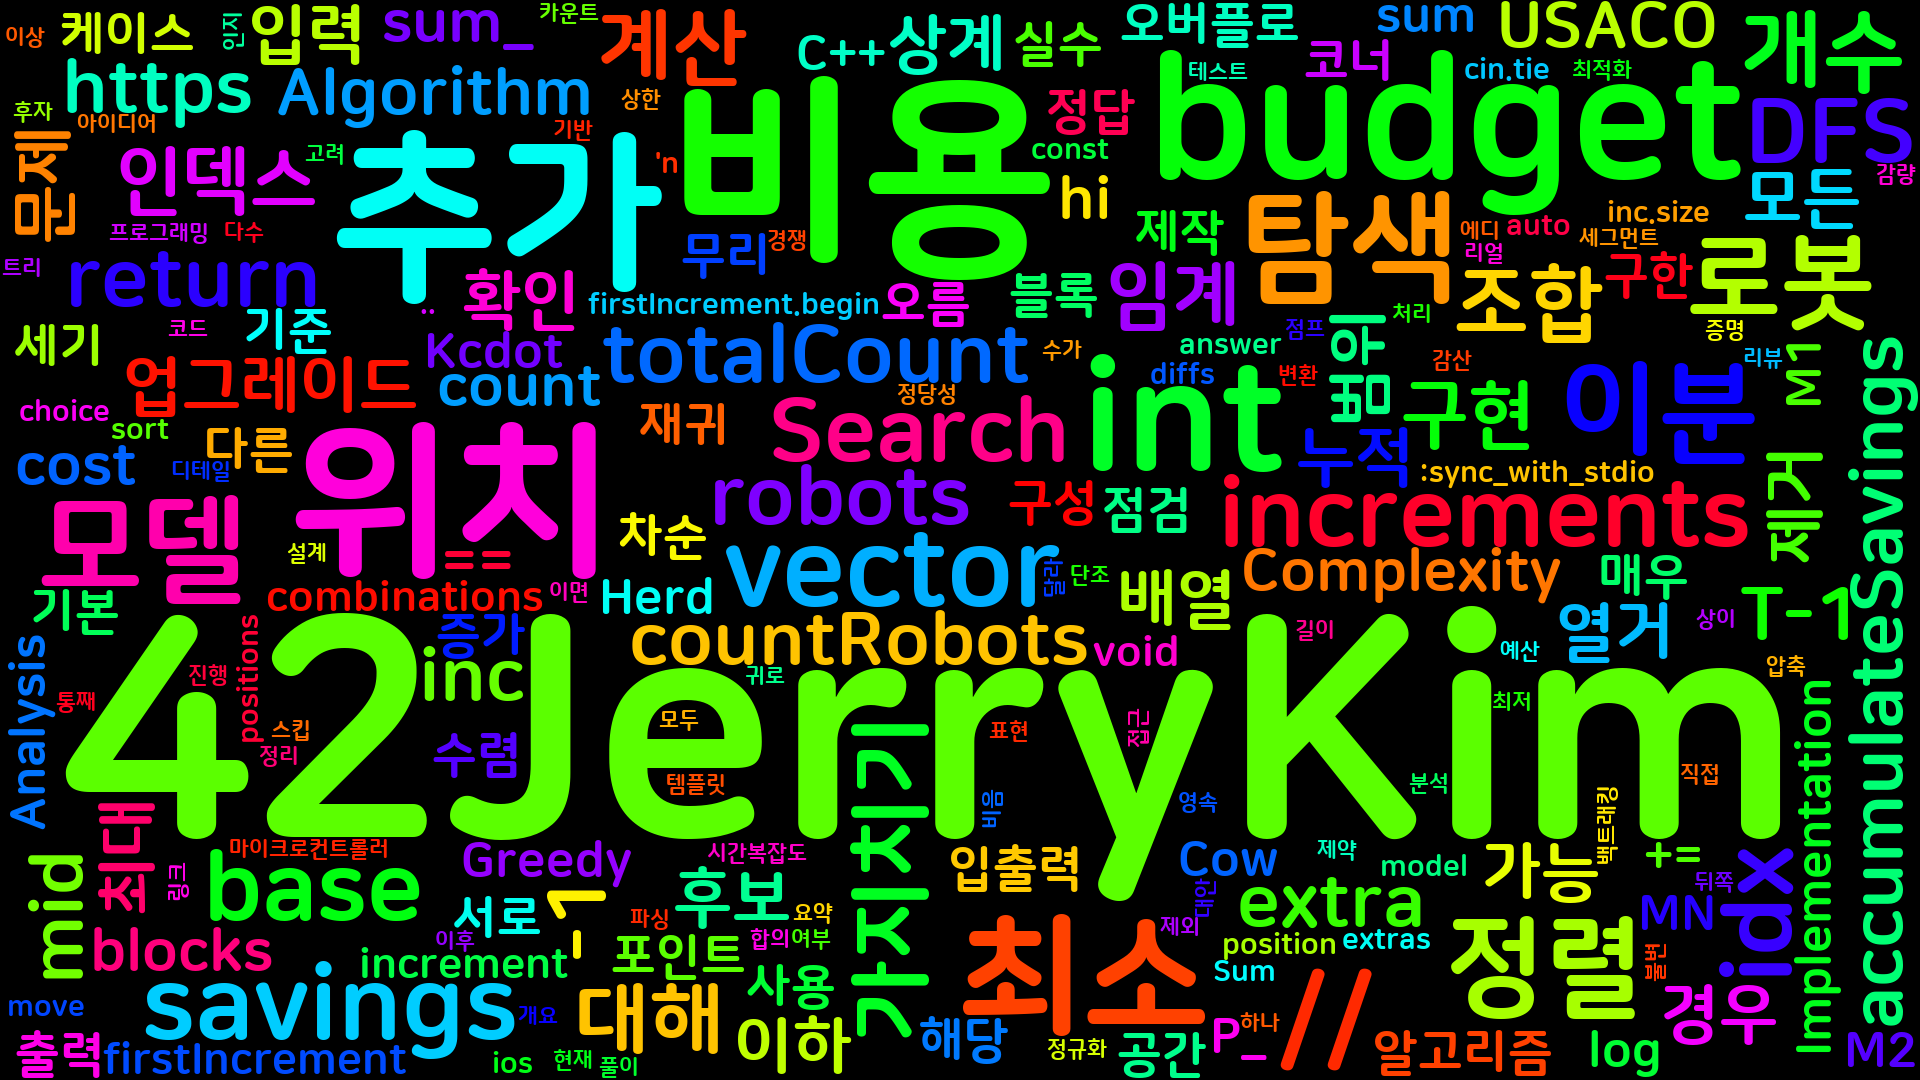 이상
케이스
인지
입력
sum_
카운트
계산
C++
상계
실수
오버플로
sum
코너
USACO
개수
https
Algorithm
상한
비용
정답
테스트
budget
cin.tie
최적화
DFS
후자
아이디어
기반
고려
추가
'n
const
문제
인덱스
무리
경쟁
hi
제작
탐색
에디
auto
inc.size
모든
감량
프로그래밍
다수
세그먼트
리얼
트리
return
확인
firstIncrement.begin
오름
블록
임계
조합
구한
로봇
세기
코드
기준
..
Kcdot
totalCount
수가
answer
점프
처리
범위
감산
증명
리뷰
M1
업그레이드
count
정당성
int
diffs
변환
구현
이분
choice
sort
다른
재귀
Search
누적
cost
디테일
위치
robots
구성
점검
:sync_with_stdio
제거
모델
설계
==
차순
vector
increments
accumulateSavings
기본
combinations
이면
Herd
달라
단조
배열
Complexity
매우
T-1
Analysis
positions
증가
inc
countRobots
void
길이
예산
열거
상이
압축
42JerryKim
진행
통째
스킵
정리
수렴
귀로
모두
템플릿
가지치기
표현
비음
접근
영속
최저
분석
직접
Implementation
마이크로컨트롤러
Greedy
시간복잡도
입출력
Cow
제약
model
백트래킹
가능
+=
뒤쪽
mid
최대
링크
base
서로
-1
후보
요약
대안
extra
MN
idx
blocks
이후
파싱
increment
포인트
합의
여부
제외
position
extras
정렬
불변
move
savings
개요
대해
사용
최소
Sum
//
경우
출력
firstIncrement
ios
현재
풀이
이하
해당
정규화
공간
P_
하나
알고리즘
log
M2